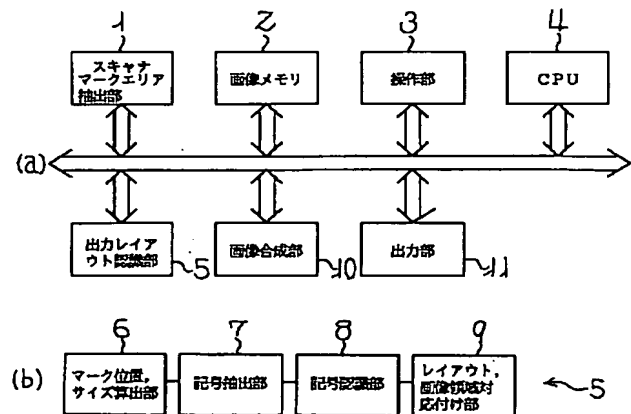 1 2 3 4
スキャナ
マークエリア
抽出部
画像メモリ
操作部
CPU
(a)
出力レイア
ウト認識部
5
画像合成部
10
出力部
11
6 7 8 9
(b)
マーク位置,
サイズ算出部
記号抽出部
記号認識部
レイアウト,
画像領域対
応付け部
5